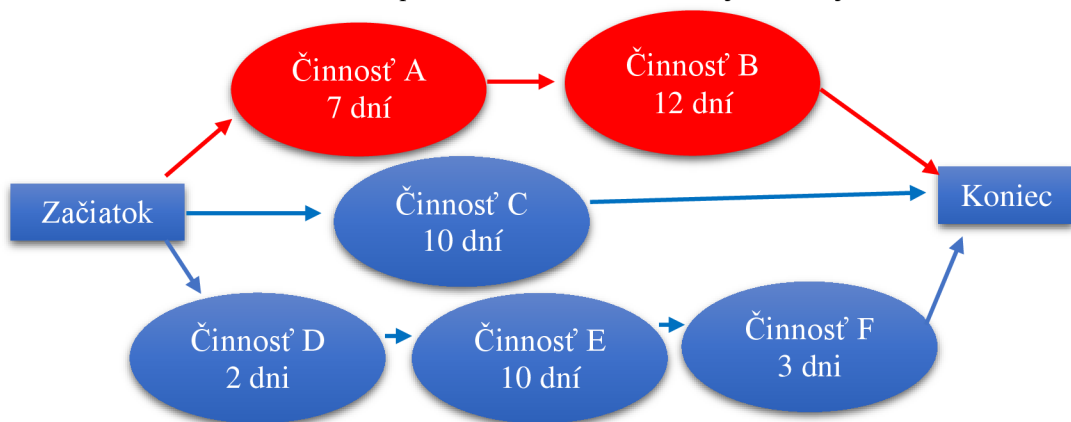 Činnosť A
7 dní
Činnosť B
12 dní
Začiatok
Činnosť C
10 dní
Koniec
Činnosť D
2 dni
Činnosť E
10 dní
Činnosť F
3 dni